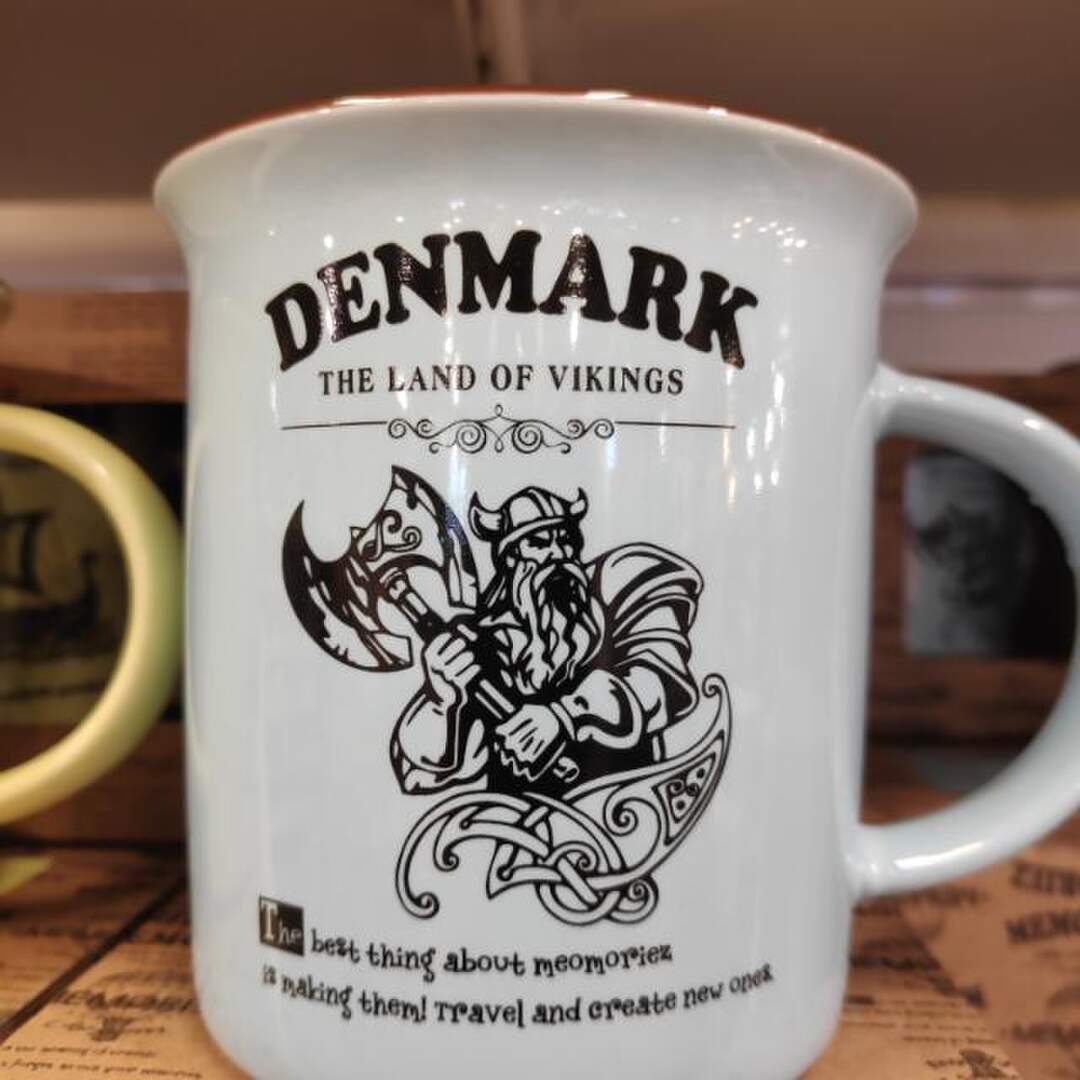 DENMARK
THE LAND OF VIKINGS
The best thing about meomoriez
is making them! Travel and create new ones